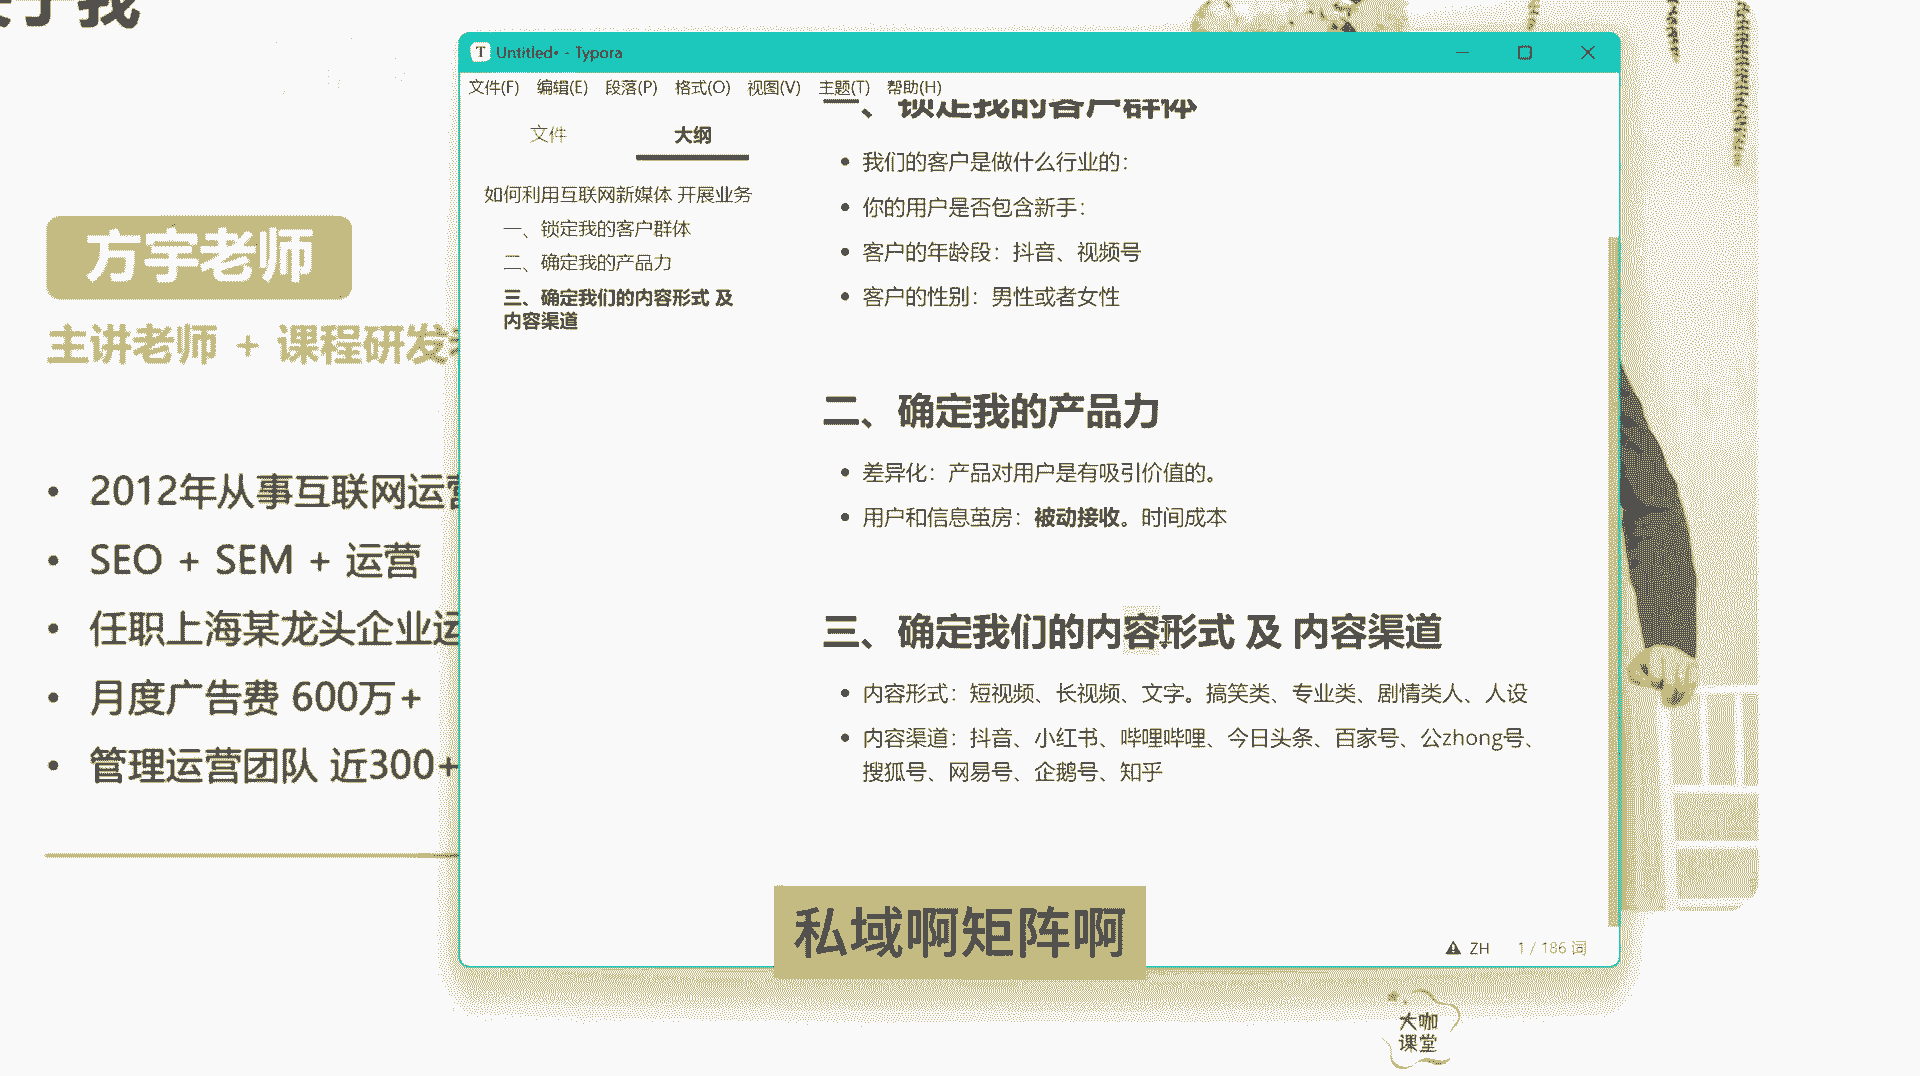 Untitled• - Typora
文件(F) 编辑(E) 段落(P) 格式(O) 视图(V) 主题(T) 帮助(H)
文件 大纲
如何利用互联网新媒体 开展业务
一、锁定我的客户群体
二、确定我的产品力
三、确定我们的内容形式 及
内容渠道
一、锁定我的客户群体
我们的客户是做什么行业的：
你的用户是否包含新手：
客户的年龄段：抖音、视频号
客户的性别：男性或者女性
二、确定我的产品力
差异化：产品对用户是有吸引价值的。
用户和信息茧房：被动接收。时间成本
三、确定我们的内容形式 及 内容渠道
内容形式：短视频、长视频、文字。搞笑类、专业类、剧情类人、人设
内容渠道：抖音、小红书、哔哩哔哩、今日头条、百家号、公zhong号、
搜狐号、网易号、企鹅号、知乎
ZH 1 / 186 词
方宇老师
主讲老师 + 课程研发
• 2012年从事互联网运营
• SEO + SEM + 运营
• 任职上海某龙头企业运
• 月度广告费 600万+
• 管理运营团队 近300+
私域啊矩阵啊
大咖
课堂